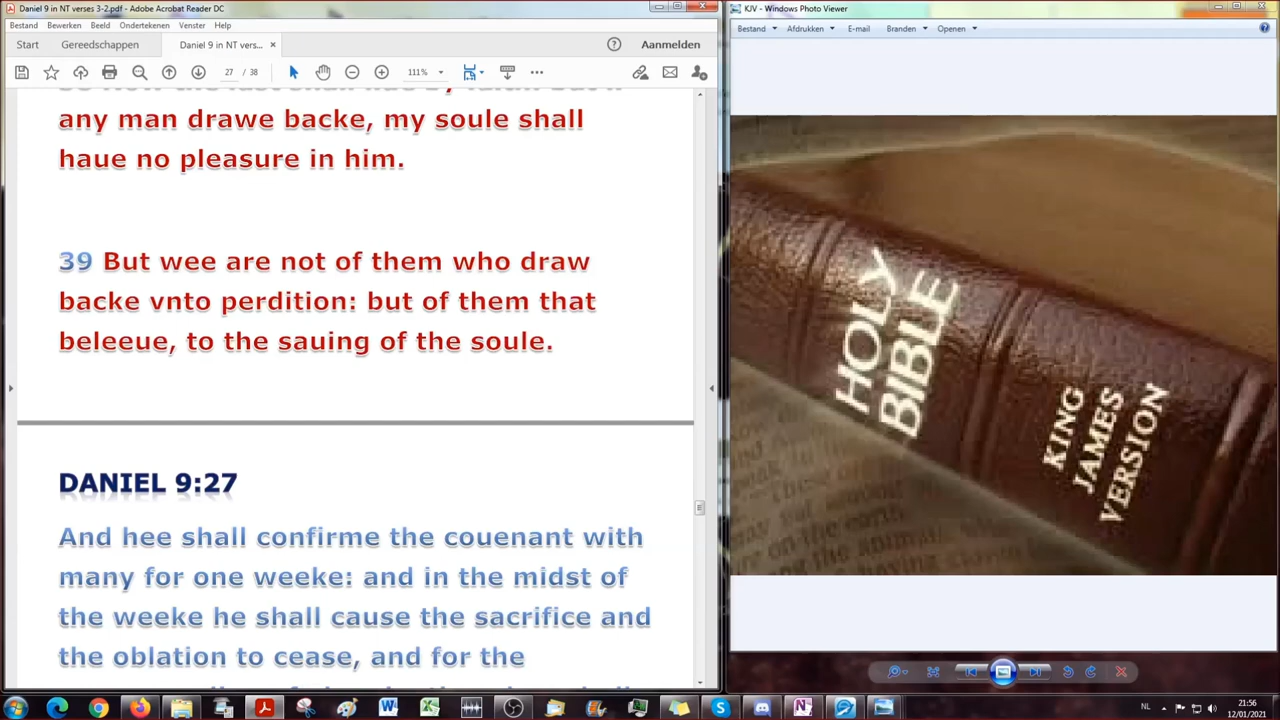 Daniel 9 in NT verses 3-2.pdf - Adobe Acrobat Reader DC
Bestand Bewerken Beeld Ondertekenen Venster Help
Start Gereedschappen Daniel 9 in NT vers... × Aanmelden
27 / 38 111%
any man drawe backe, my soule shall
haue no pleasure in him.
39 But wee are not of them who draw
backe vnto perdition: but of them that
beleeue, to the sauing of the soule.
DANIEL 9:27
And hee shall confirme the couenant with
many for one weeke: and in the midst of
the weeke he shall cause the sacrifice and
the oblation to cease, and for the
KJV - Windows Photo Viewer
Bestand Afdrukken E-mail Branden Openen
HOLY
BIBLE
KING
JAMES
VERSION
NL 21:56
12/01/2021